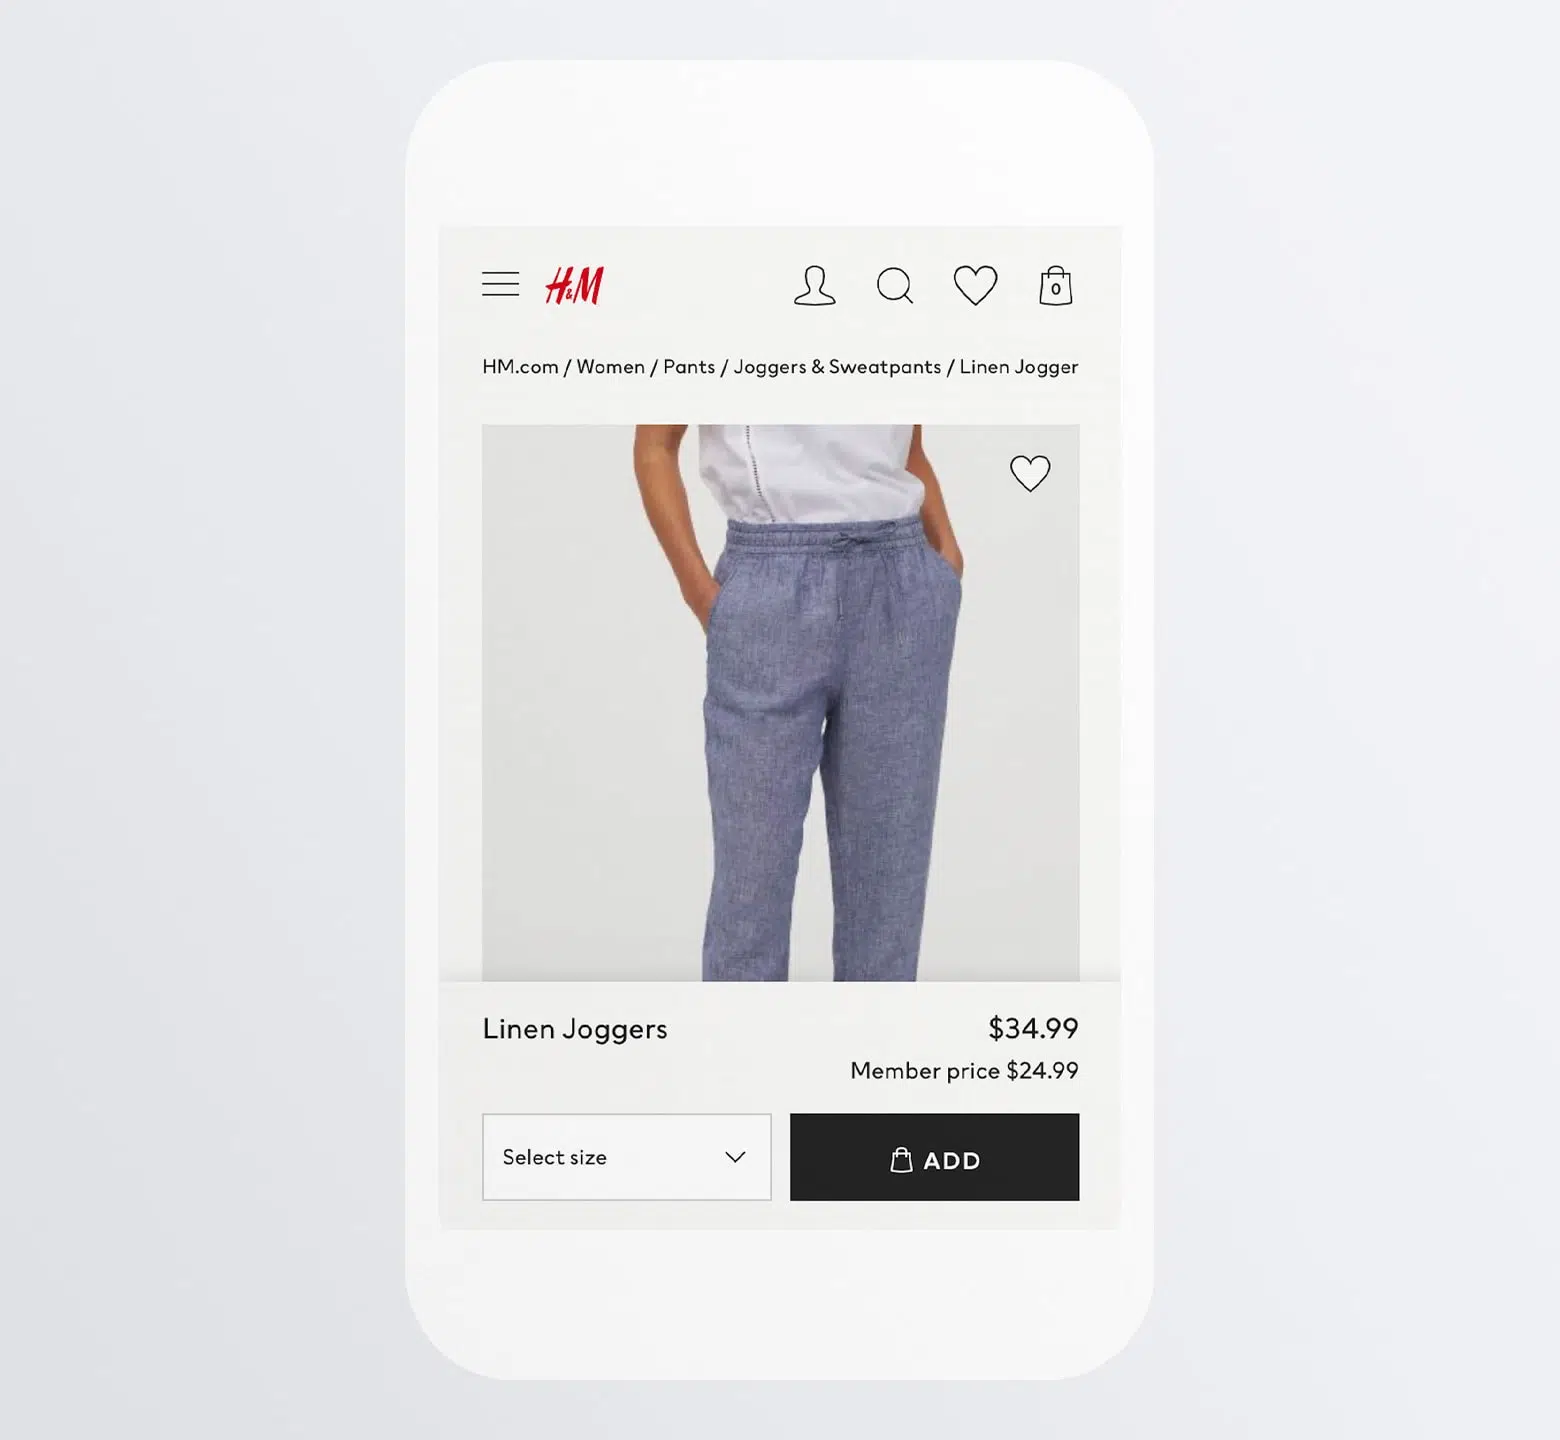 H&M
0
HM.com / Women / Pants / Joggers & Sweatpants / Linen Jogger
Linen Joggers
$34.99
Member price $24.99
Select size
ADD